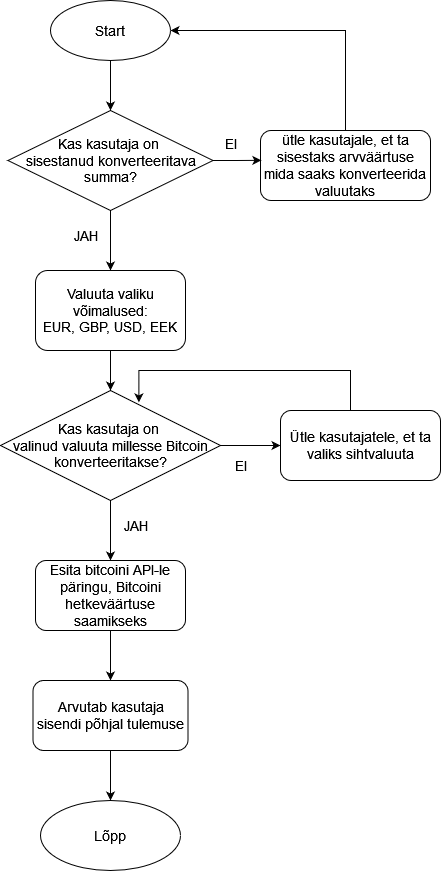 Start
Kas kasutaja on
sisestanud konverteeritava
summa?
EI
ütle kasutajale, et ta
sisestaks arvväärtuse
mida saaks konverteerida
valuutaks
JAH
Valuuta valiku
võimalused:
EUR, GBP, USD, EEK
Kas kasutaja on
valinud valuuta millesse Bitcoin
konverteeritakse?
EI
Ütle kasutajatele, et ta
valiks sihtvaluuta
JAH
Esita bitcoini API-le
päringu, Bitcoini
hetkeväärtuse
saamikseks
Arvutab kasutaja
sisendi põhjal tulemuse
Lõpp